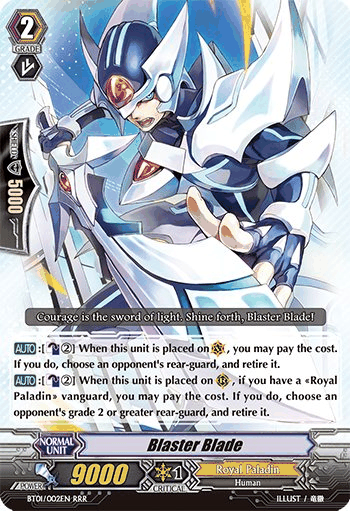 2
GRADE
SHIELD
5000
Courage is the sword of light. Shine forth, Blaster Blade!
AUTO :[ ②] When this unit is placed on V, you may pay the cost.
If you do, choose an opponent's rear-guard, and retire it.
AUTO :[ ②] When this unit is placed on R, if you have a «Royal
Paladin» vanguard, you may pay the cost. If you do, choose an
opponent's grade 2 or greater rear-guard, and retire it.
NORMAL
UNIT
Blaster Blade
POWER
9000
1
CRITICAL
Royal Paladin
Human
BT01/002EN RRR
ILLUST / 竜徹